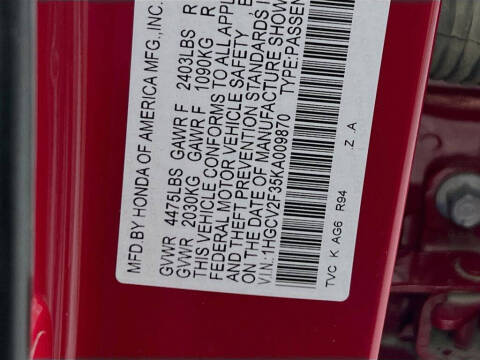 MFD.BY HONDA OF AMERICA MFG.,INC.
GVWR 4475LBS GAWR F 2403LBS R
GVWR 2030KG GAWR F 1090KG R
THIS VEHICLE CONFORMS TO ALL APPL
FEDERAL MOTOR VEHICLE SAFETY
AND THEFT PREVENTION STANDARDS
ON THE DATE OF MANUFACTURE SHOW
V.I.N.:1HGCV2F35KA009870 TYPE:PASSEN
TVC K AG6 R94 Z A